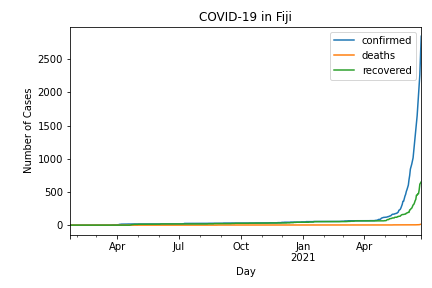 COVID-19 in Fiji
confirmed
deaths
recovered
Number of Cases
2500
2000
1500
1000
500
0
Apr Jul Oct Jan Apr
2021
Day